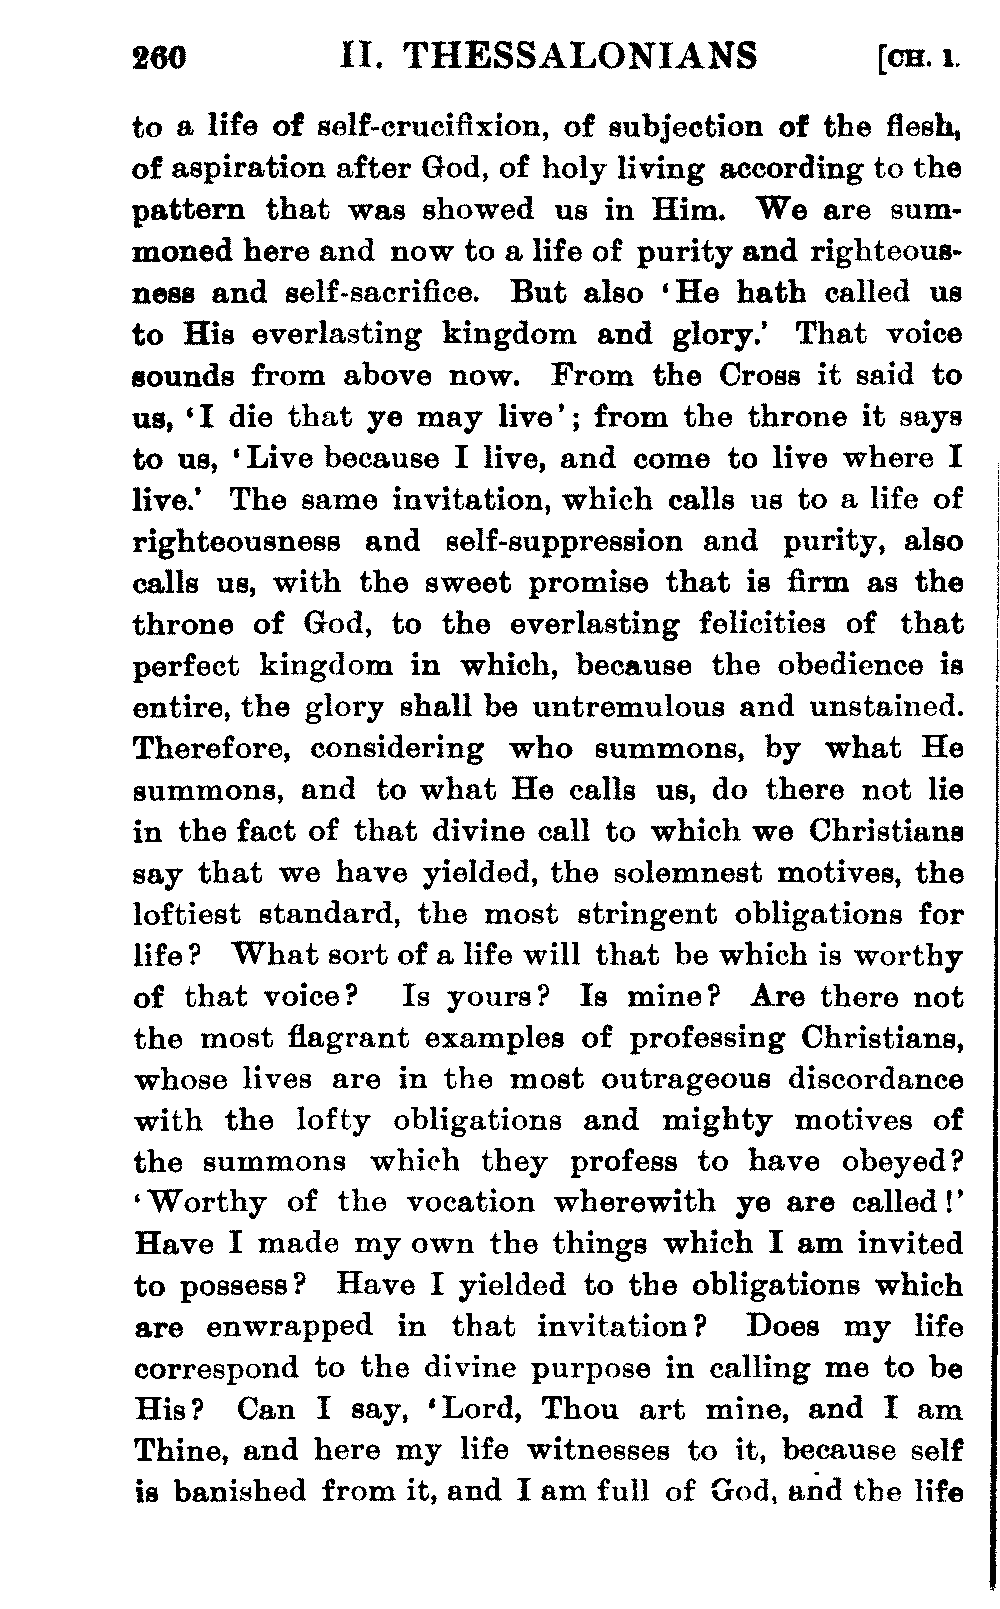 260 II. THESSALONIANS [CH. 1.
to a life of self-crucifixion, of subjection of the flesh,
of aspiration after God, of holy living according to the
pattern that was showed us in Him. We are sum-
moned here and now to a life of purity and righteous-
ness and self-sacrifice. But also ‘He hath called us
to His everlasting kingdom and glory.’ That voice
sounds from above now. From the Cross it said to
us, ‘I die that ye may live’; from the throne it says
to us, ‘Live because I live, and come to live where I
live.’ The same invitation, which calls us to a life of
righteousness and self-suppression and purity, also
calls us, with the sweet promise that is firm as the
throne of God, to the everlasting felicities of that
perfect kingdom in which, because the obedience is
entire, the glory shall be untremulous and unstained.
Therefore, considering who summons, by what He
summons, and to what He calls us, do there not lie
in the fact of that divine call to which we Christians
say that we have yielded, the solemnest motives, the
loftiest standard, the most stringent obligations for
life? What sort of a life will that be which is worthy
of that voice? Is yours? Is mine? Are there not
the most flagrant examples of professing Christians,
whose lives are in the most outrageous discordance
with the lofty obligations and mighty motives of
the summons which they profess to have obeyed?
‘Worthy of the vocation wherewith ye are called!’
Have I made my own the things which I am invited
to possess? Have I yielded to the obligations which
are enwrapped in that invitation? Does my life
correspond to the divine purpose in calling me to be
His? Can I say, ‘Lord, Thou art mine, and I am
Thine, and here my life witnesses to it, because self
is banished from it, and I am full of God, and the life